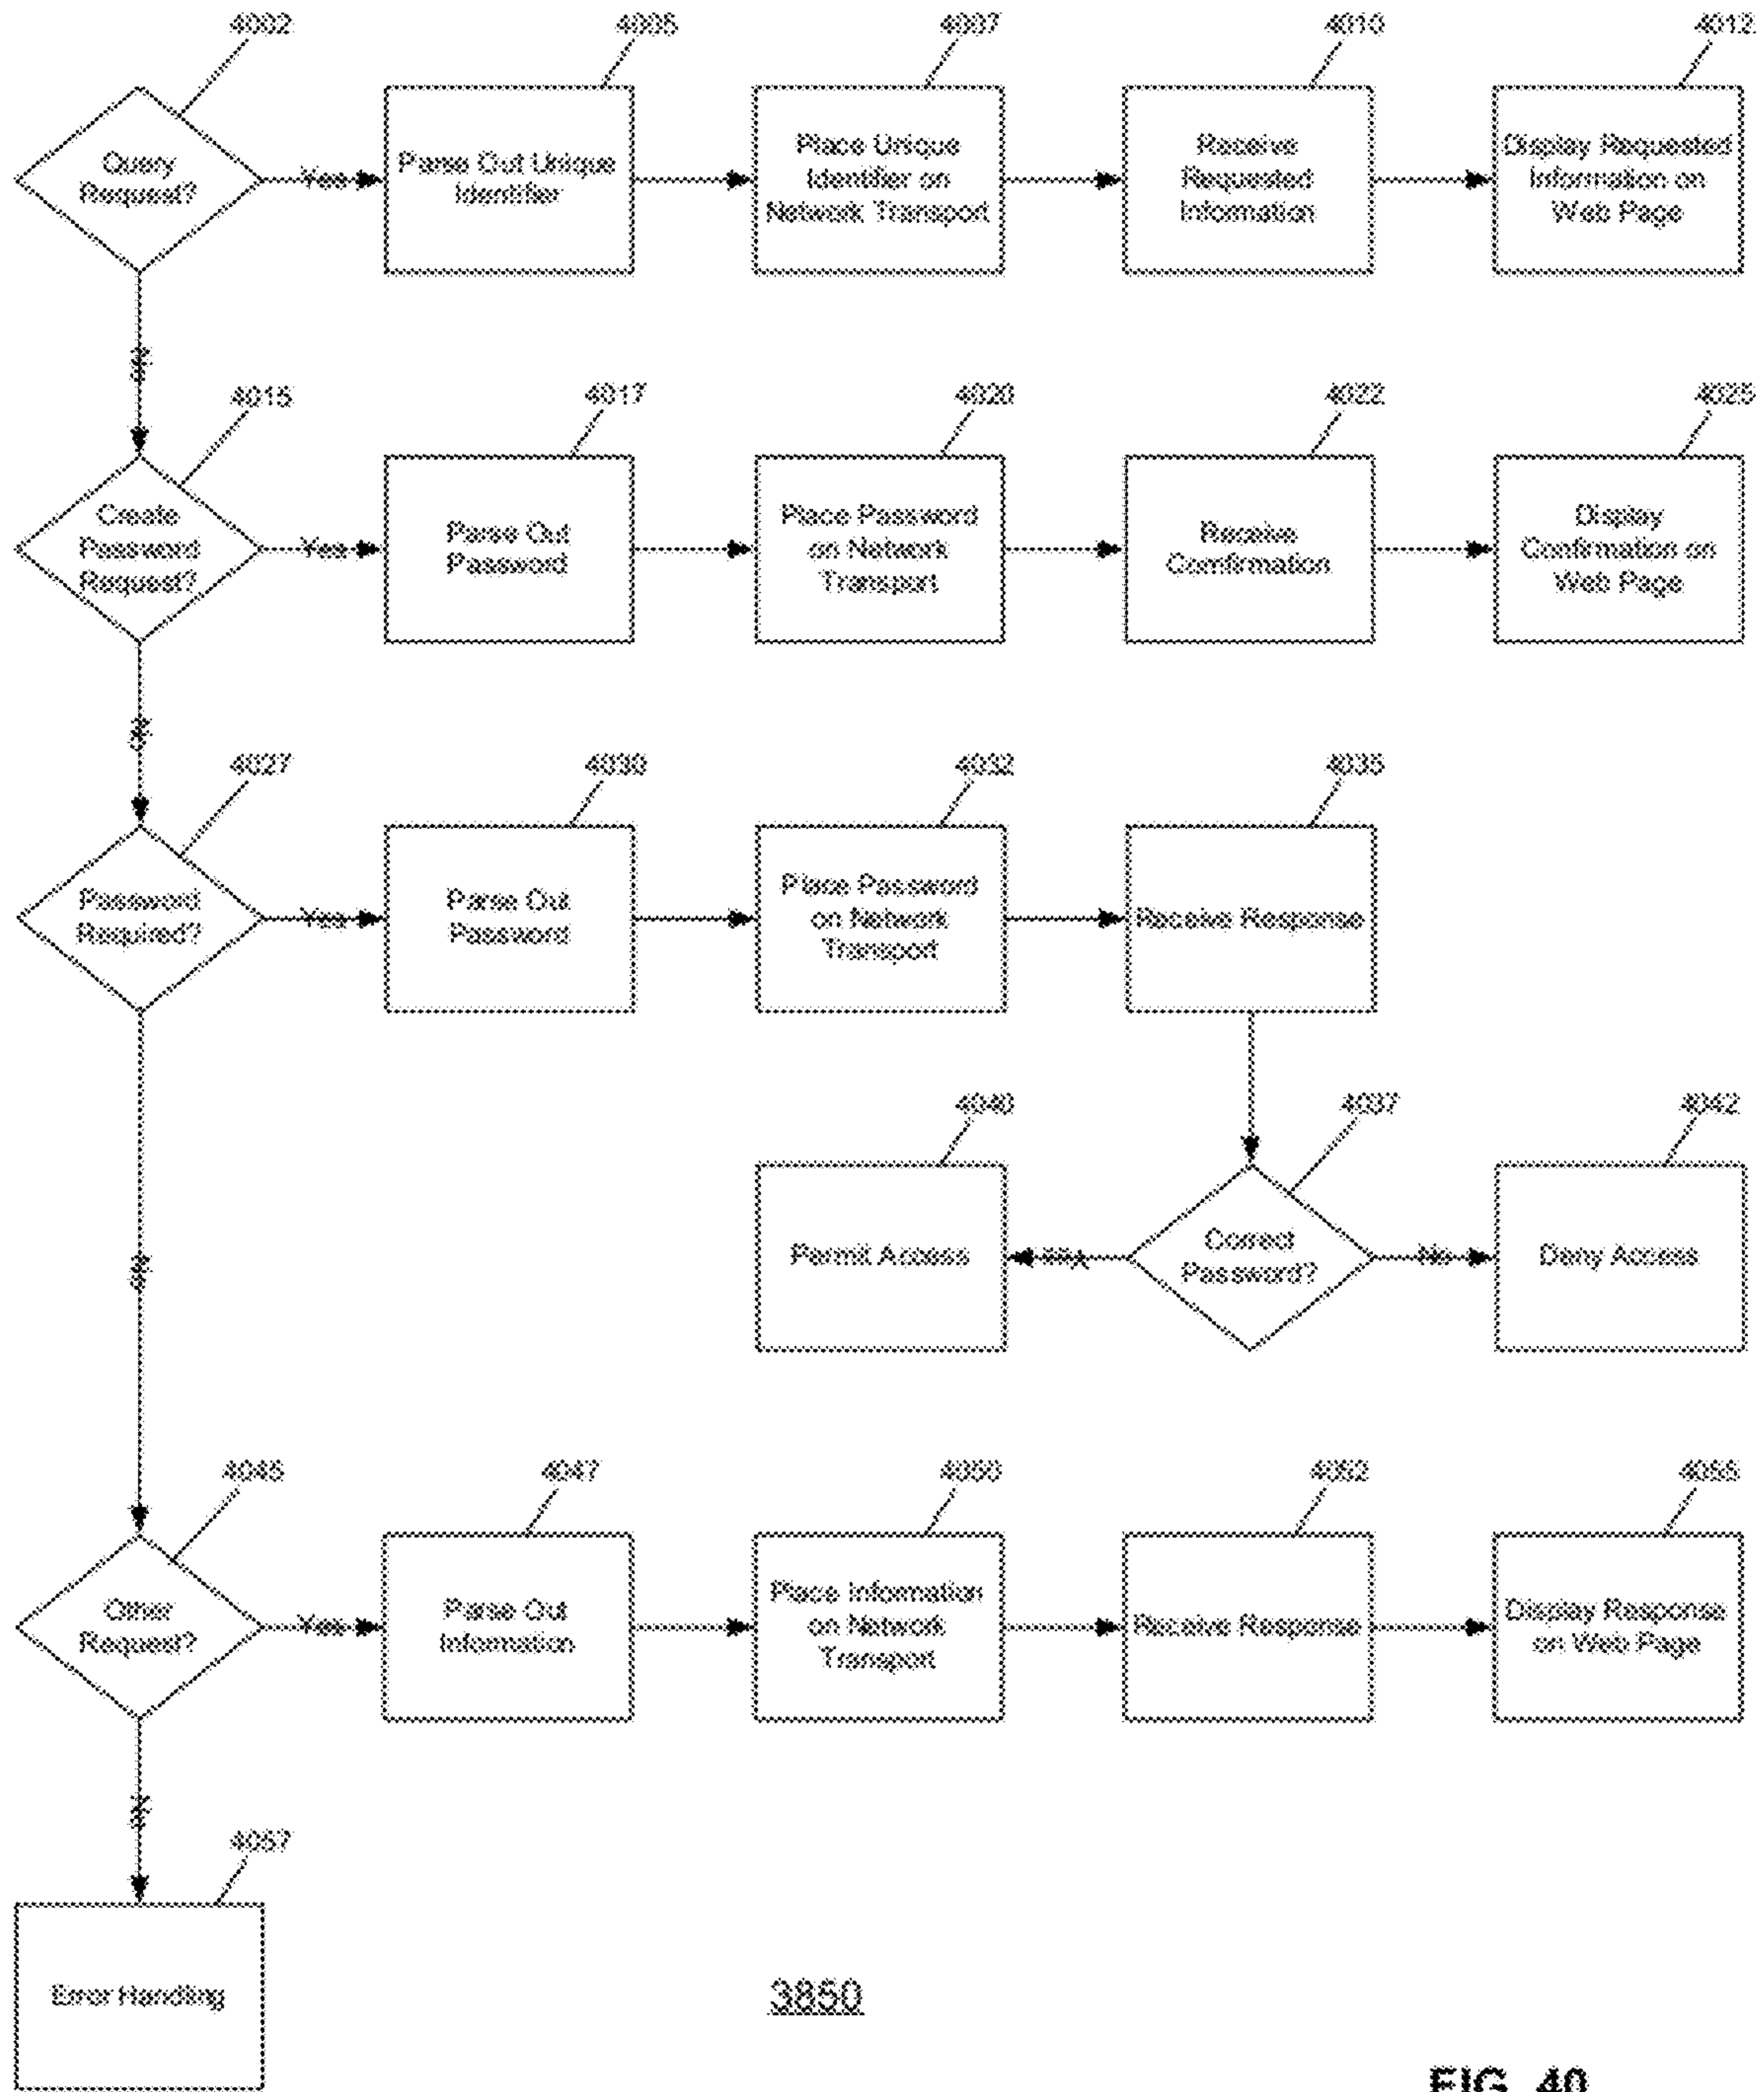 4002
4005
4007
4010
4012
Query
Request?
Yes
Parse Out Unique
Identifier
Place Unique
Identifier on
Network Transport
Receive
Requested
Information
Display Requested
Information on
Web Page
No
4015
4017
4020
4022
4025
Create
Password
Request?
Yes
Parse Out
Password
Place Password
on Network
Transport
Receive
Comfirmation
Display
Confirmation on
Web Page
No
4027
4030
4032
4035
Password
Required?
Yes
Parse Out
Password
Place Password
on Network
Transport
Receive Response
4040
4037
4042
No
Permit Access
Yes
Correct
Password?
No
Deny Access
4045
4047
4050
4052
4055
Other
Request?
Yes
Parse Out
Information
Place Information
on Network
Transport
Receive Response
Display Response
on Web Page
No
4057
Error Handling
3850
FIG. 40